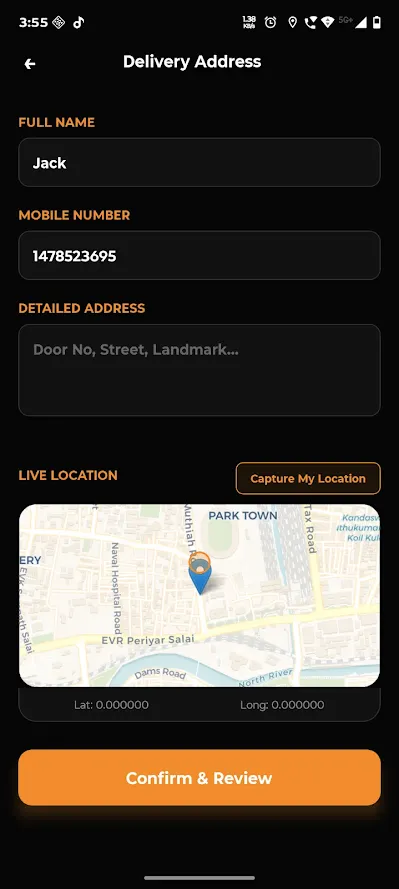 3:55
1.38
KB/s
5G+
Delivery Address
FULL NAME
Jack
MOBILE NUMBER
1478523695
DETAILED ADDRESS
Door No, Street, Landmark...
LIVE LOCATION
Capture My Location
PARK TOWN
Muthiah
Tax Road
Kandasw
ithukumar
Koil Kul
ERY
Naval Hospital Road
EVR Periyar Salai
Dams Road
North River
Lat: 0.000000
Long: 0.000000
Confirm & Review